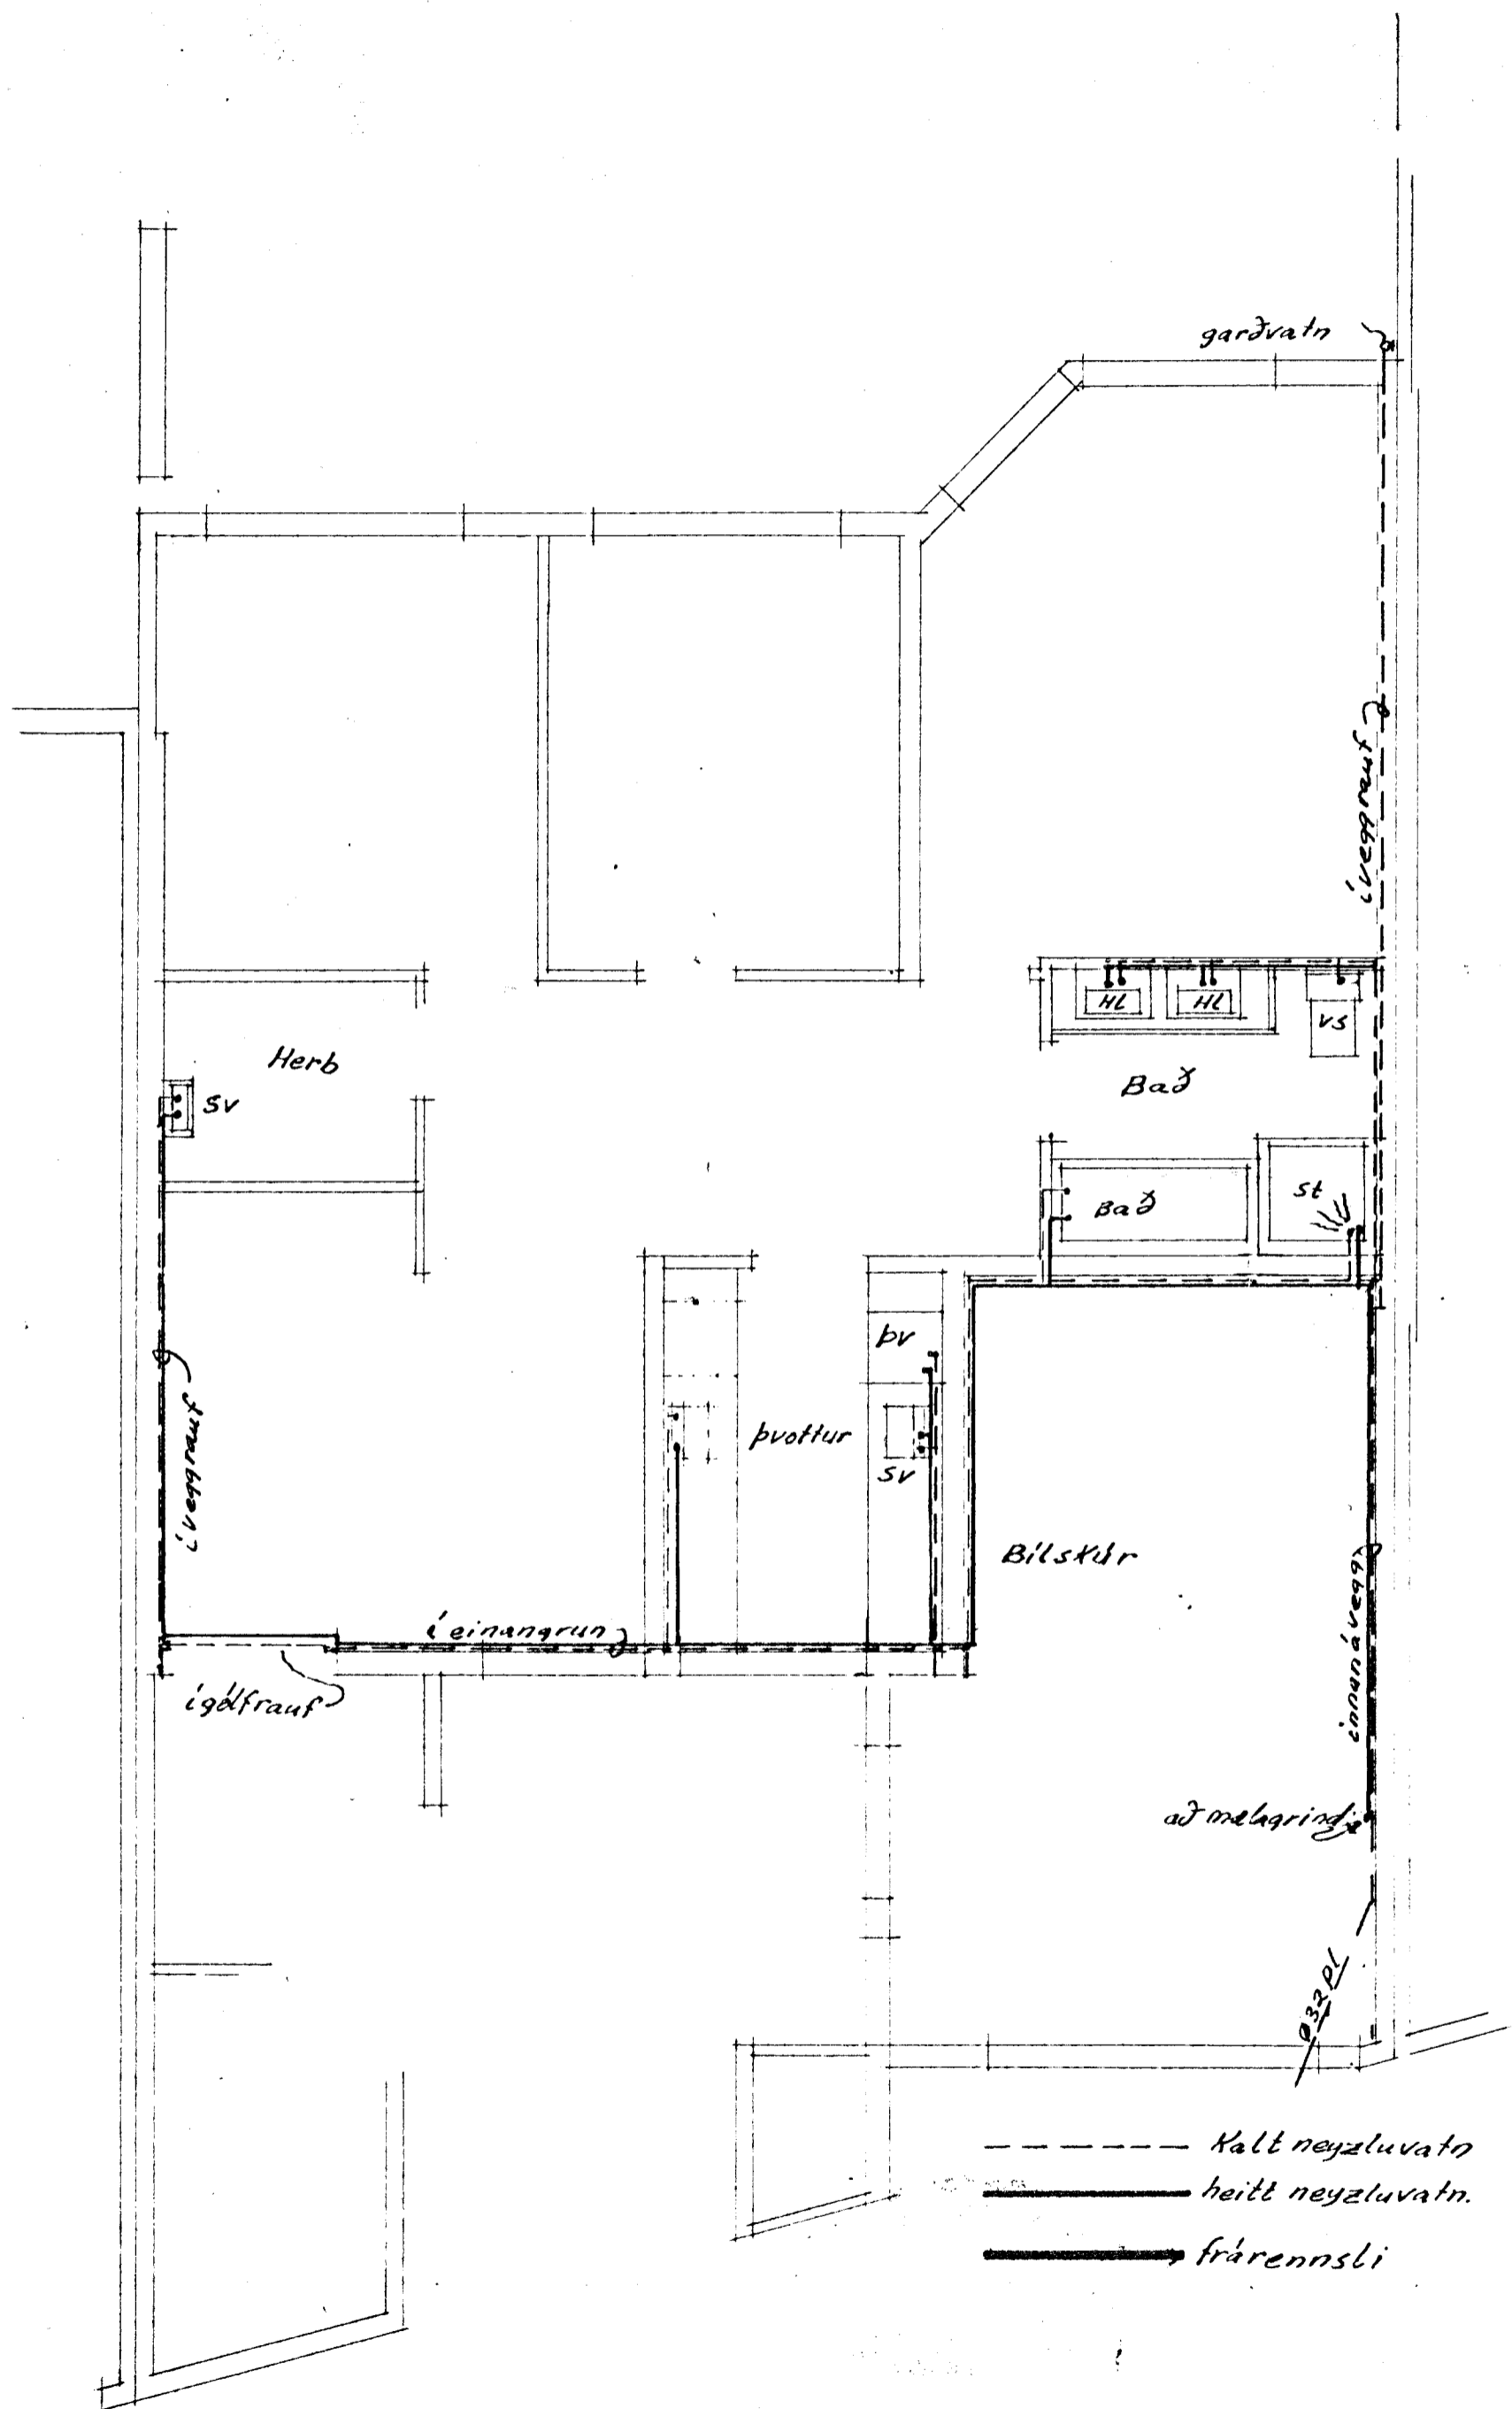 garðvatn
í veggrauf
HL
HL
VS
Herb
Bað
SV
Bað
St
þv
þvottur
í veggrauf
SV
Bílskúr
í einangrun
innan á vegg
í gólfrauf
að mælagrind
ø32 pl
Kalt neyzluvatn
heitt neyzluvatn.
frárennsli